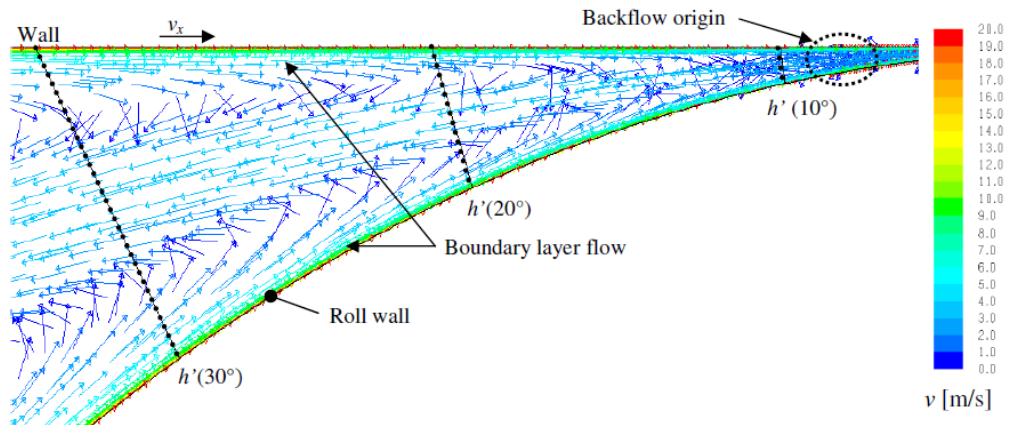 Backflow origin
Wall
vₓ
h' (10°)
h'(20°)
Boundary layer flow
Roll wall
h'(30°)
20.0
19.0
18.0
17.0
16.0
15.0
14.0
13.0
12.0
11.0
10.0
9.0
8.0
7.0
6.0
5.0
4.0
3.0
2.0
1.0
0.0
v [m/s]